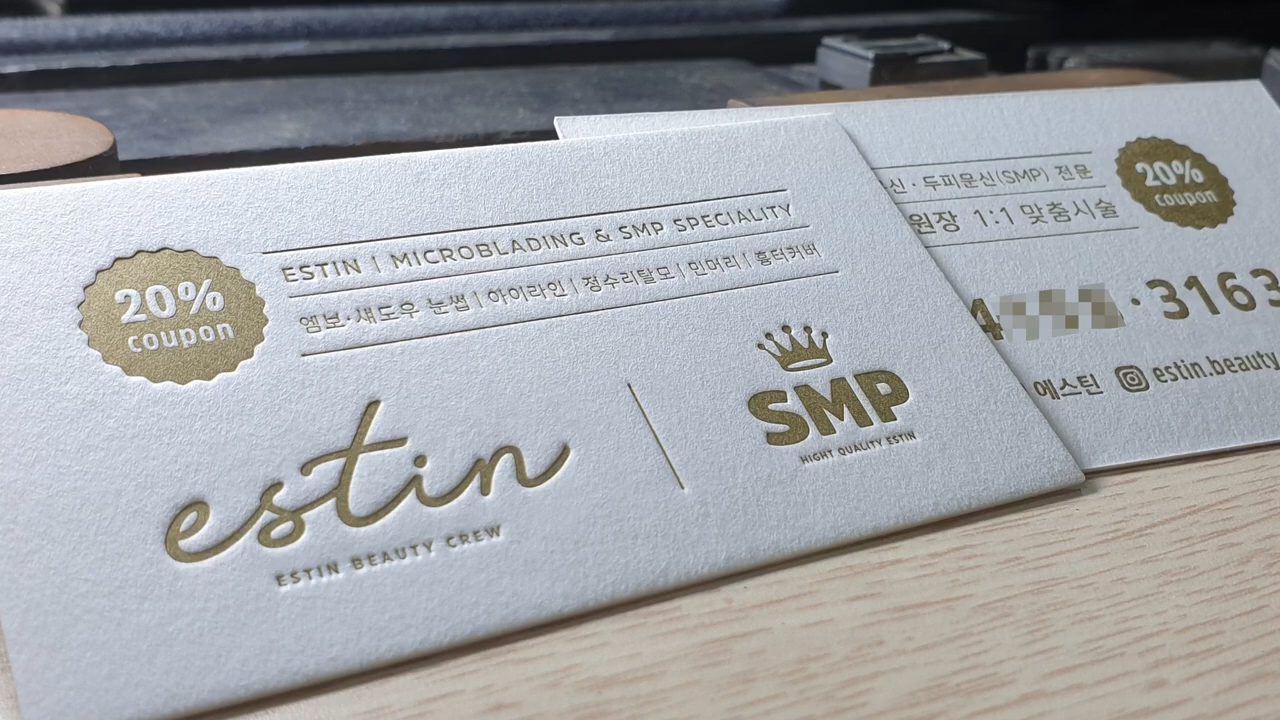 20%
coupon
ESTIN | MICROBLADING & SMP SPECIALITY
엠보·섀도우 눈썹 | 아이라인 | 정수리탈모 | 민머리 | 흉터커버
estin
ESTIN BEAUTY CREW
SMP
HIGHT QUALITY ESTIN
신·두피문신(SMP) 전문
원장 1:1 맞춤시술
20%
coupon
·3163
에스틴 estin.beauty